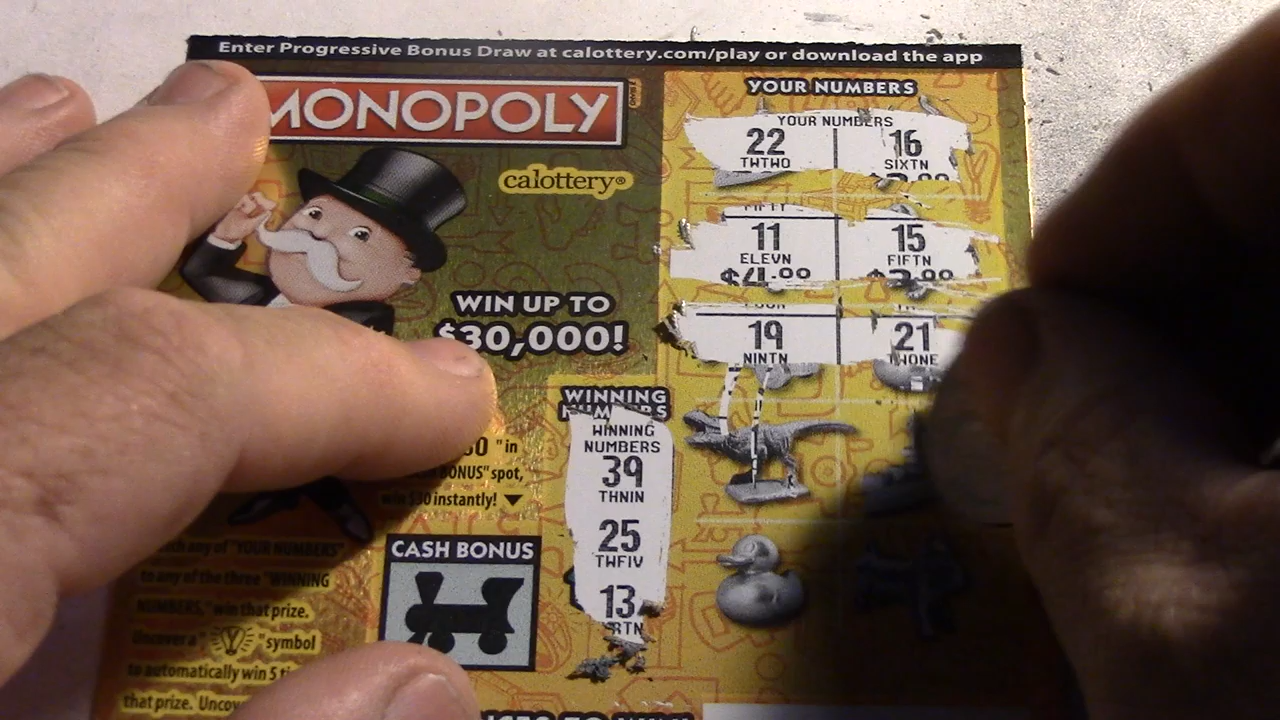 Enter Progressive Bonus Draw at calottery.com/play or download the app
MONOPOLY
calottery®
WIN UP TO
$30,000!
YOUR NUMBERS
YOUR NUMBERS
22 16
TWTWO SIXTN
11 15
ELEVN FIFTN
19 21
NINTN TWONE
WINNING
NUMBERS
WINNING
NUMBERS
39
THNIN
25
TWFIV
13
" in
BONUS" spot,
win $30 instantly!
CASH BONUS
any of "YOUR NUMBERS"
to any of the three "WINNING
NUMBERS," win that prize.
Uncover a " " symbol
to automatically win 5
that prize.